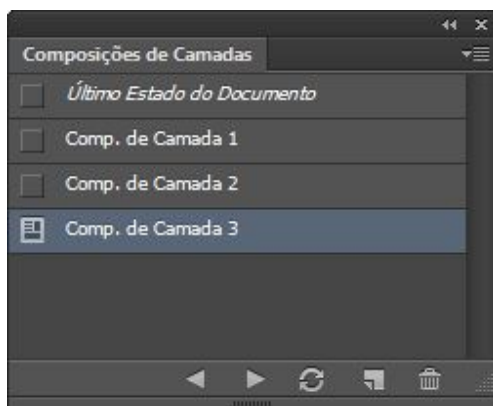 Composições de Camadas
Último Estado do Documento
Comp. de Camada 1
Comp. de Camada 2
Comp. de Camada 3